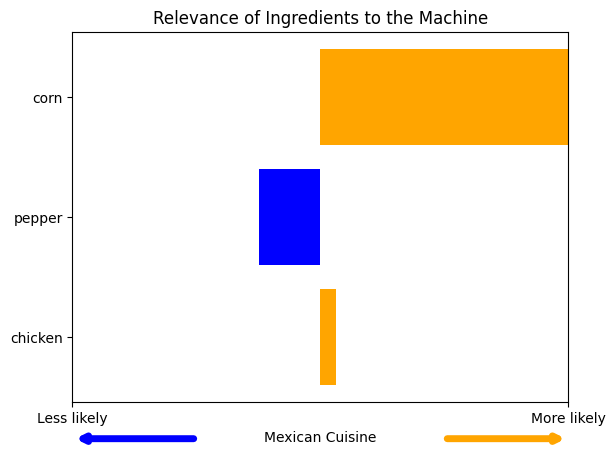 Relevance of Ingredients to the Machine
corn
pepper
chicken
Less likely
More likely
Mexican Cuisine